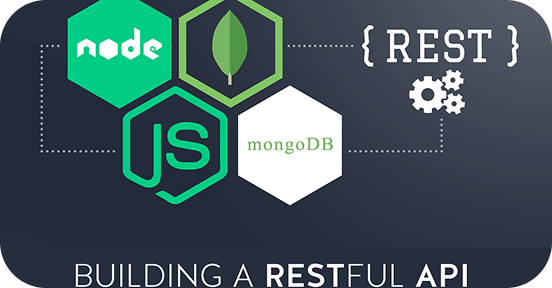 node
{ REST }
JS
mongoDB
BUILDING A RESTFUL API